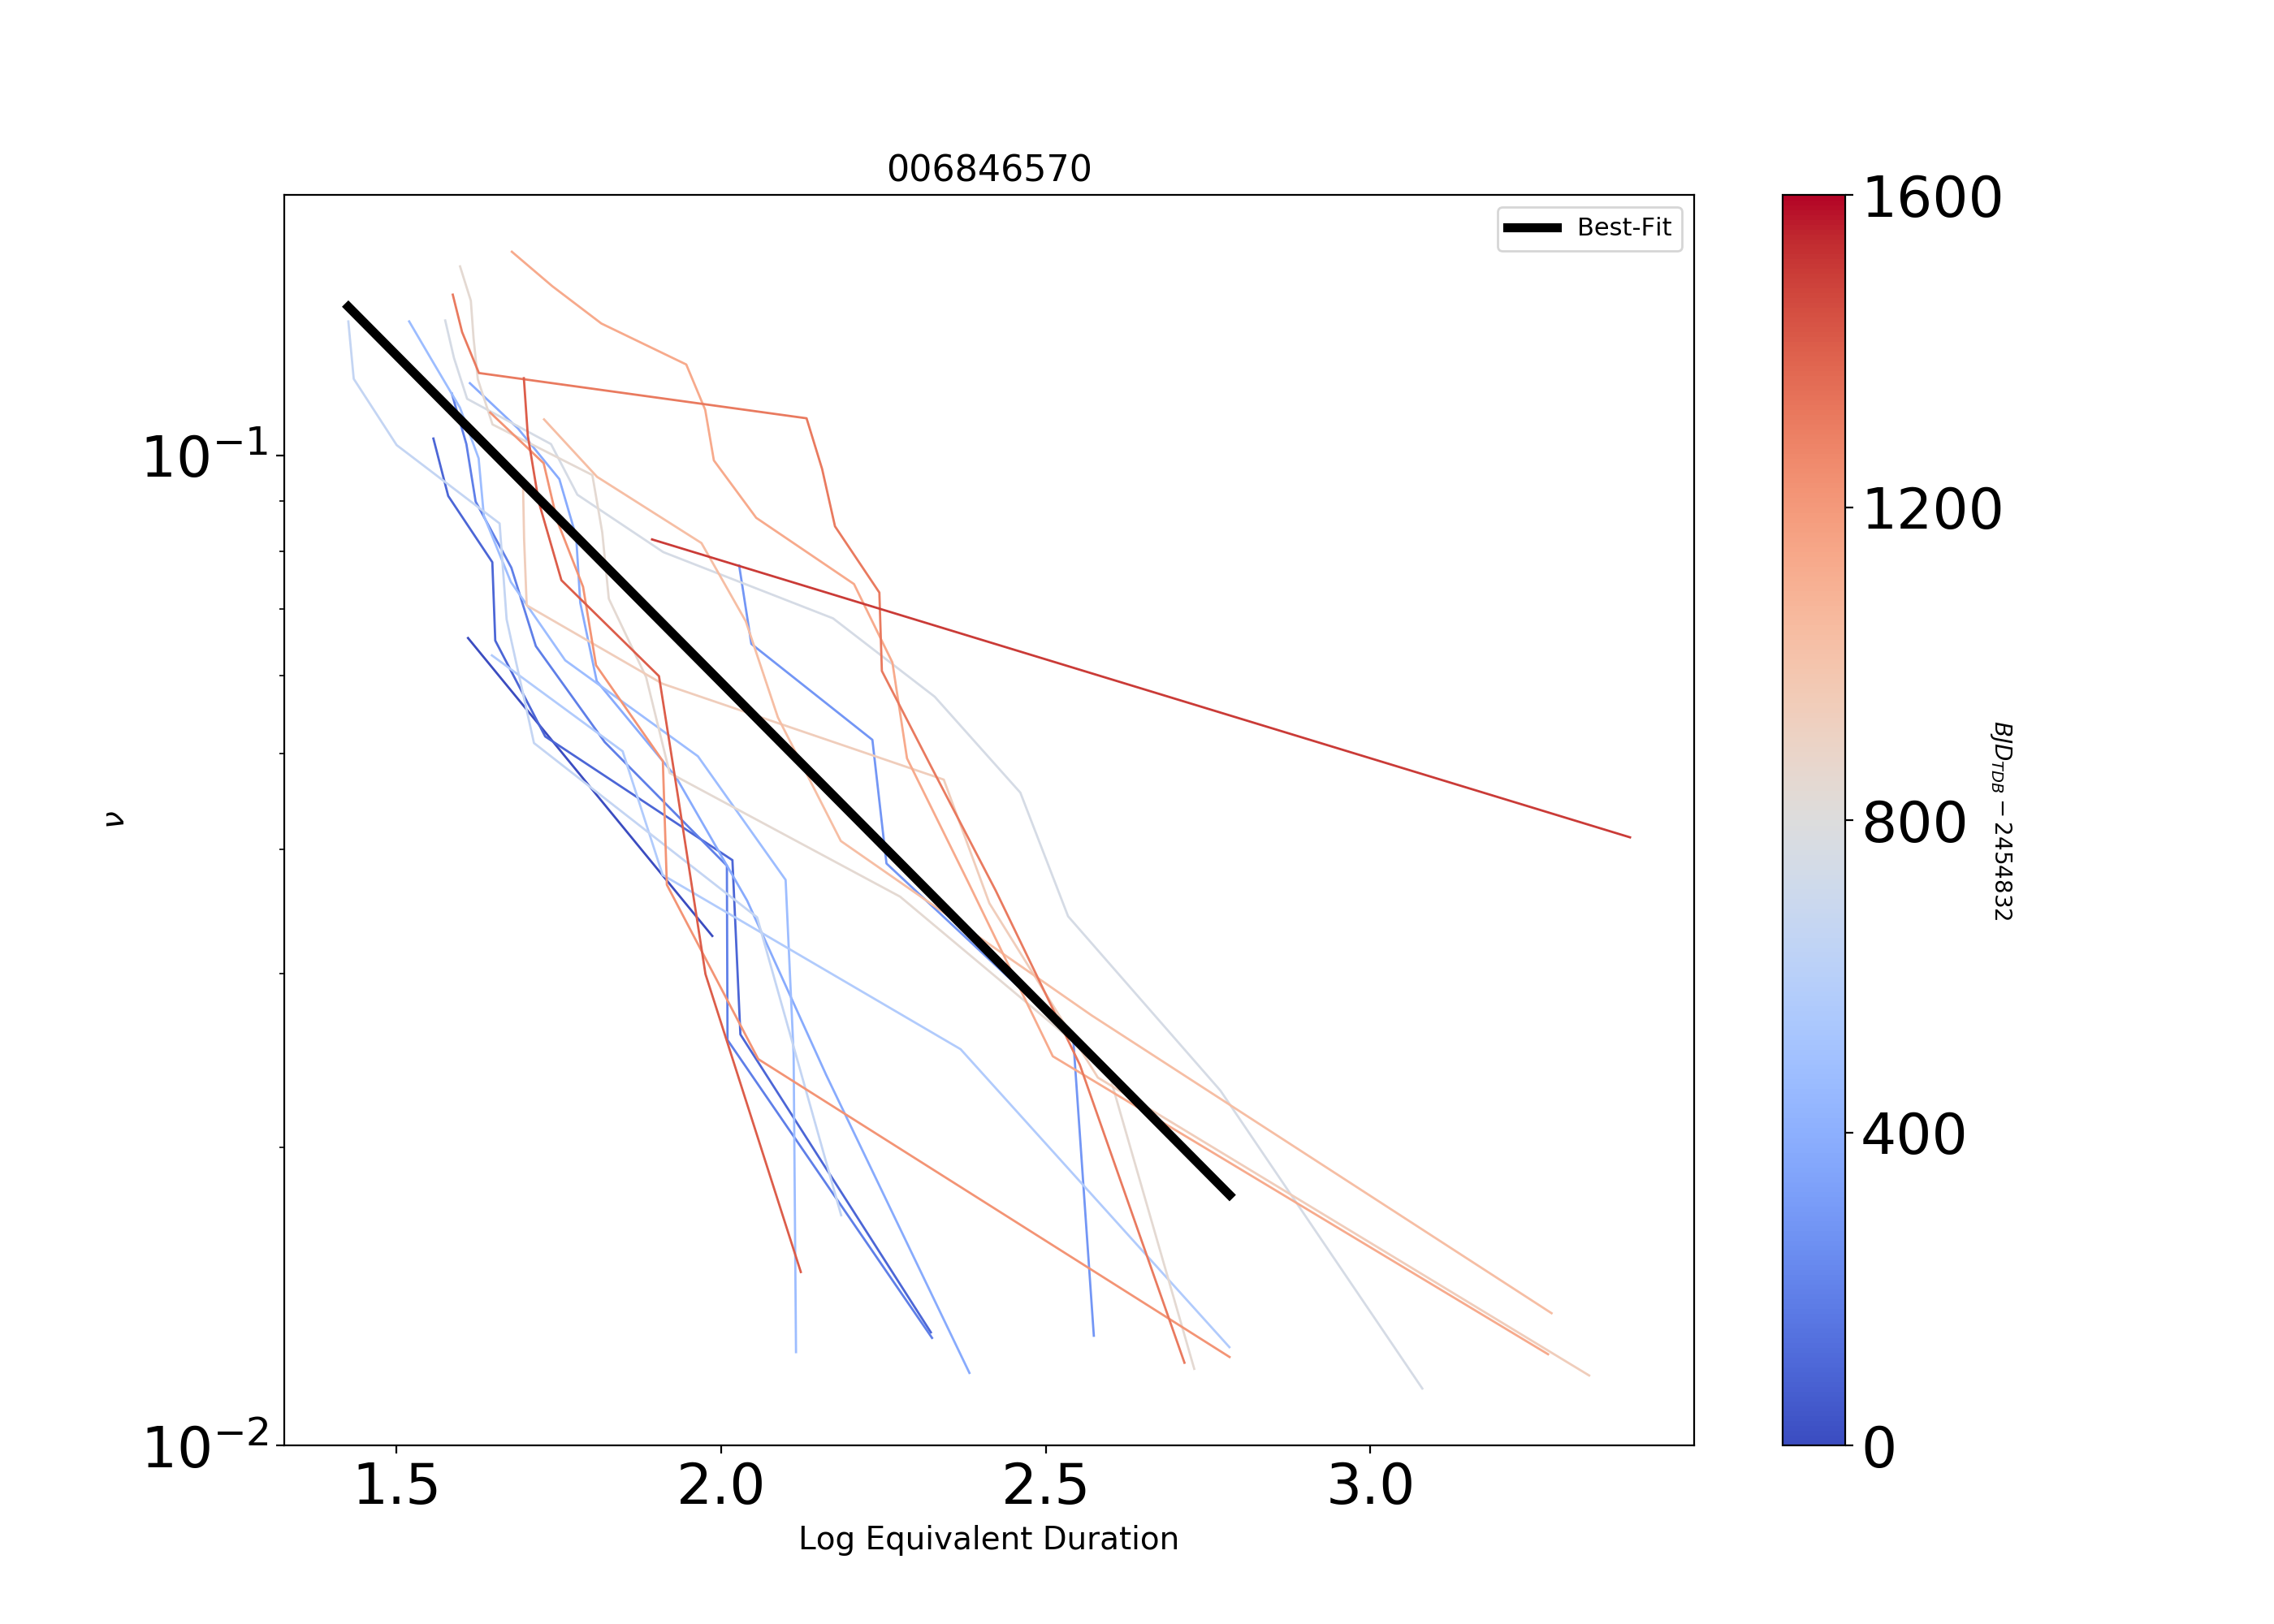 006846570
Best-Fit
10⁻¹
10⁻²
ν
1.5 2.0 2.5 3.0
Log Equivalent Duration
1600
1200
800
400
0
BJD_TDB − 2454832